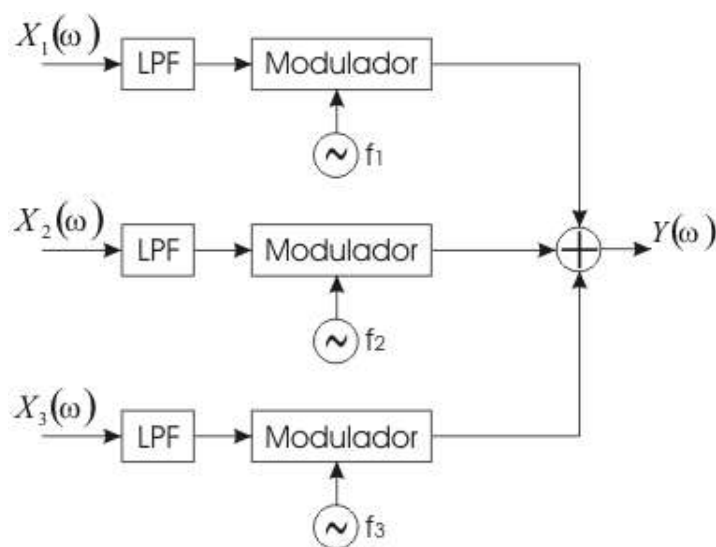 X₁(ω)
LPF
Modulador
~ f₁
X₂(ω)
LPF
Modulador
+
Y(ω)
~ f₂
X₃(ω)
LPF
Modulador
~ f₃